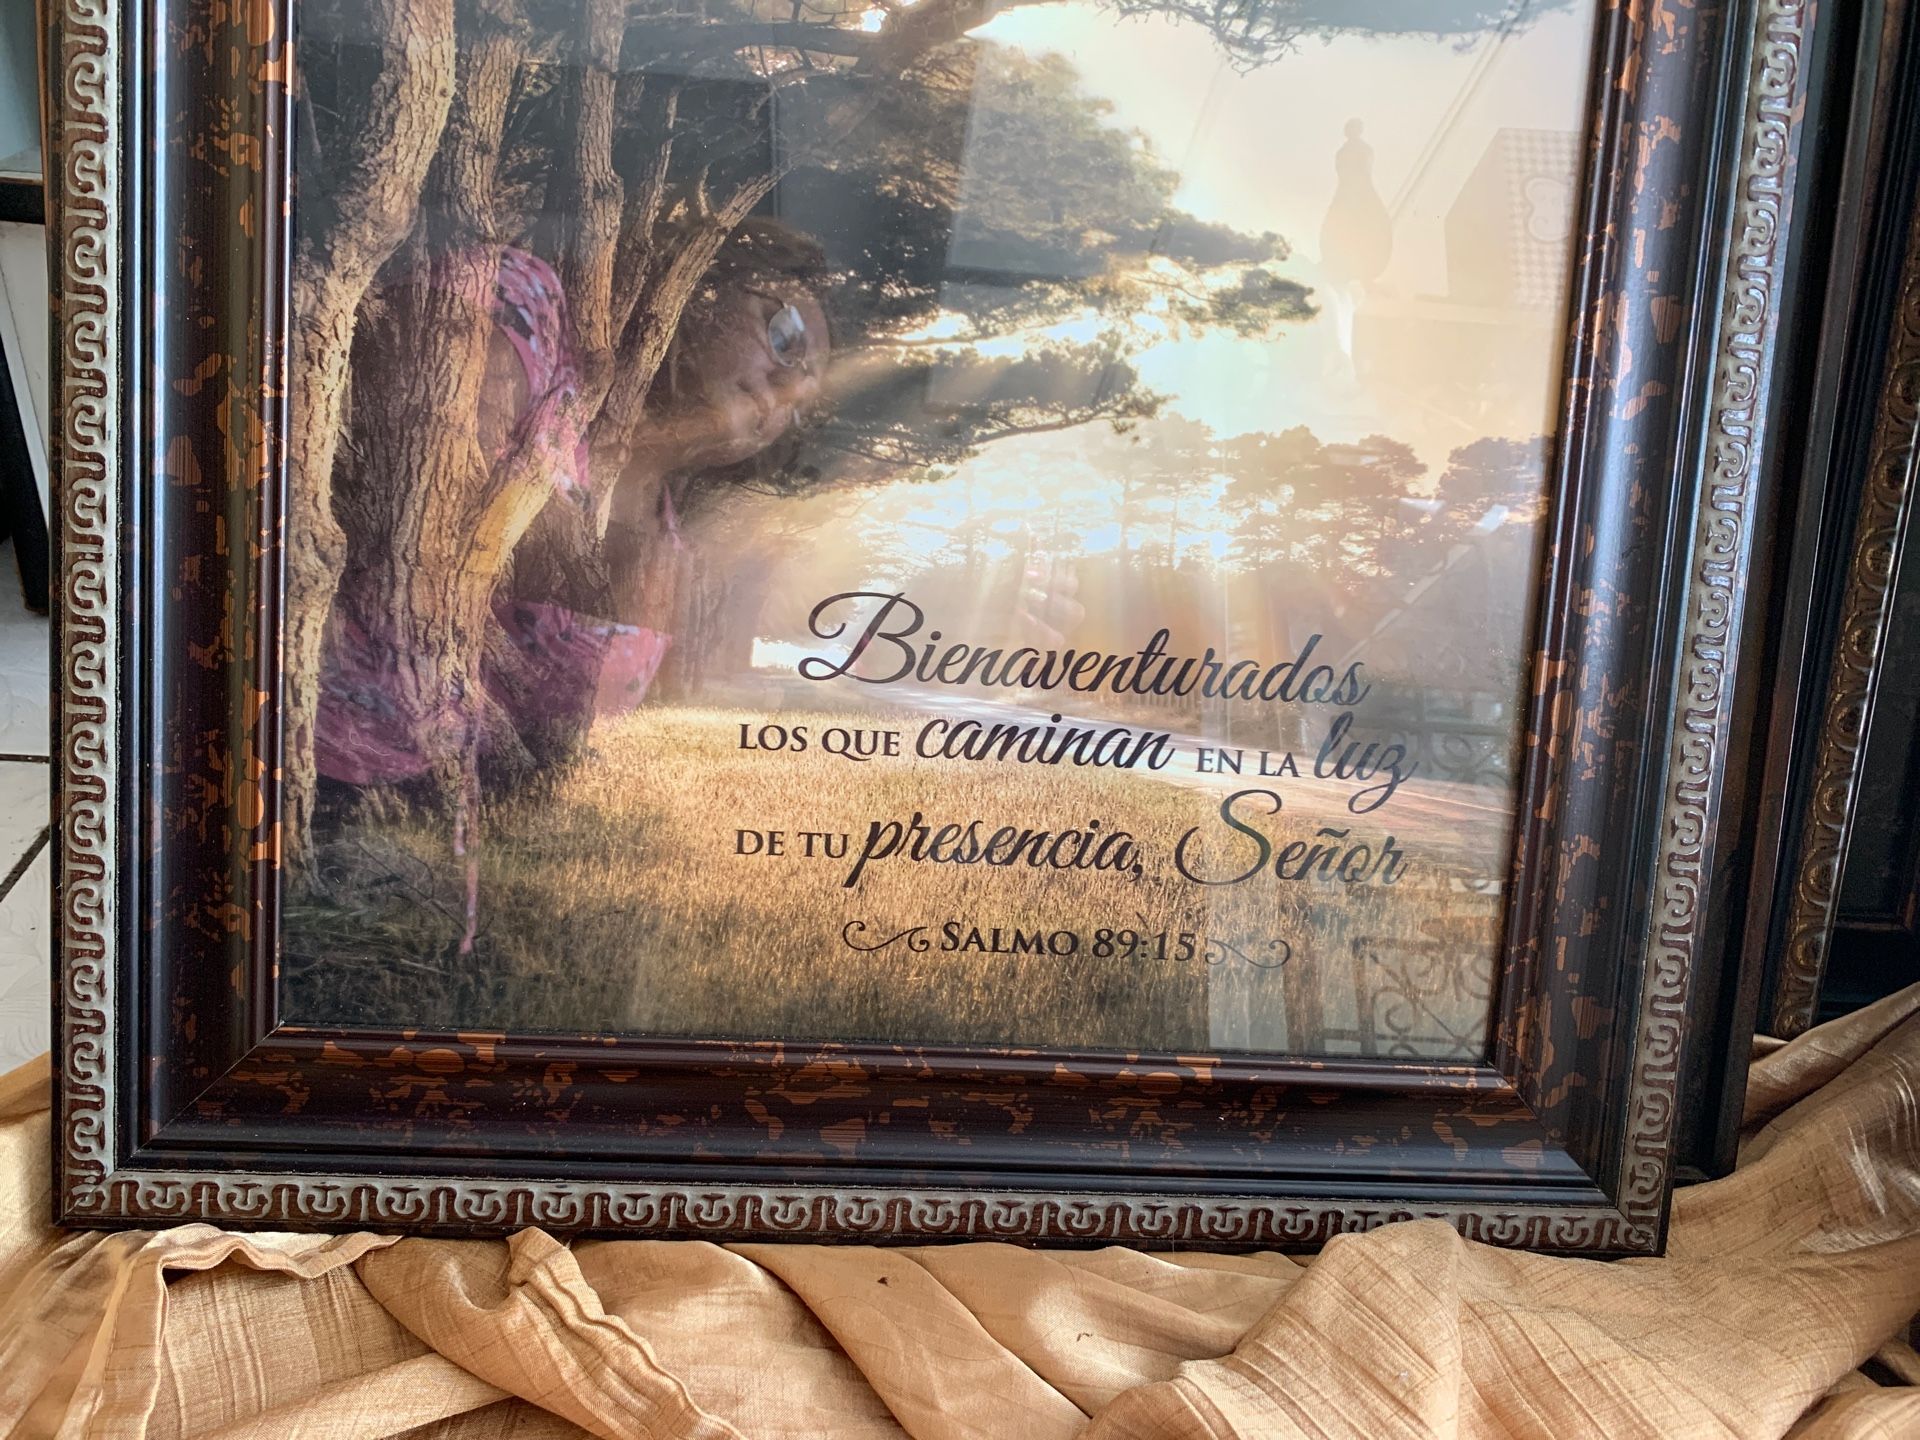 Bienaventurados
LOS QUE caminan EN LA luz
DE TU presencia, Señor
SALMO 89:15